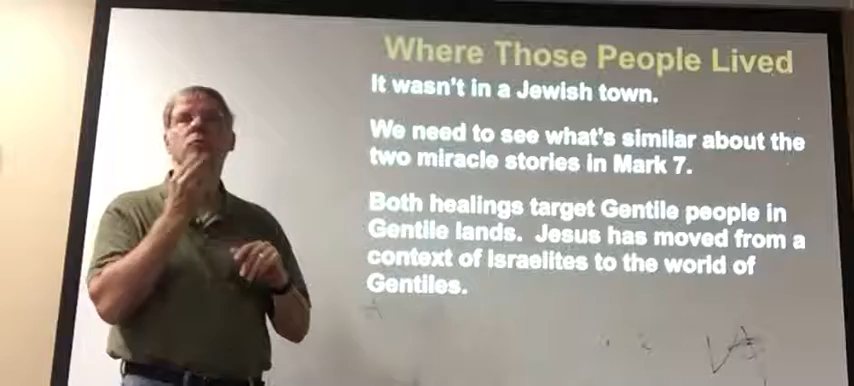 Where Those People Lived
It wasn't in a Jewish town.
We need to see what's similar about the
two miracle stories in Mark 7.
Both healings target Gentile people in
Gentile lands. Jesus has moved from a
context of Israelites to the world of
Gentiles.